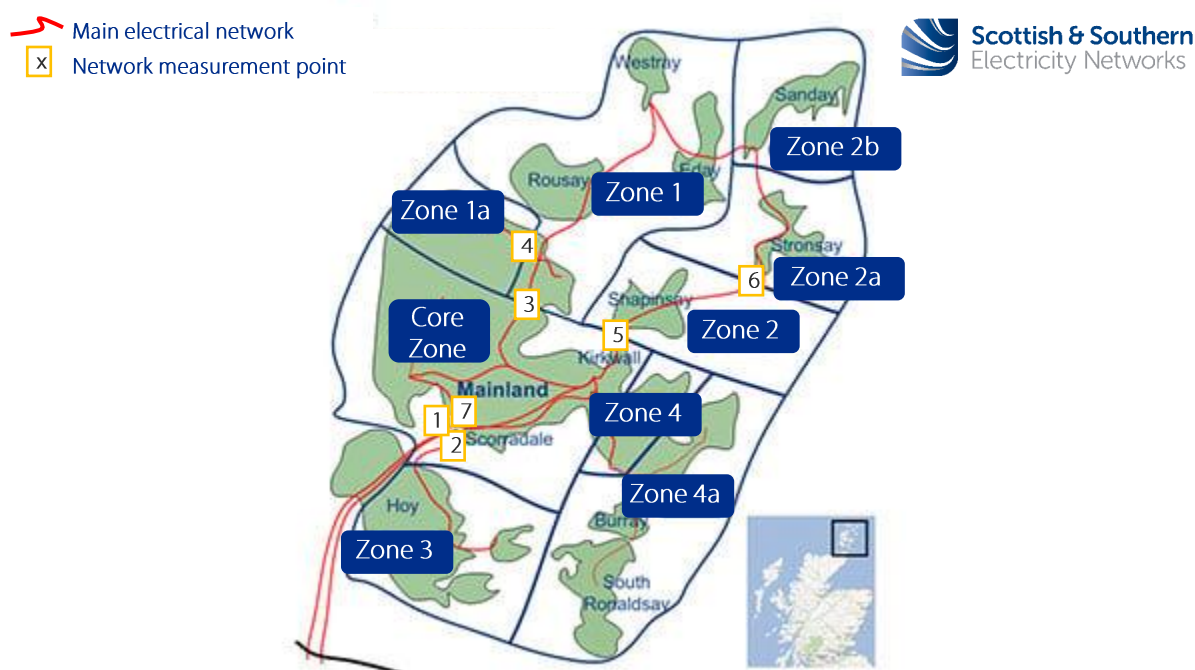 Main electrical network
x
Network measurement point
Scottish & Southern
Electricity Networks
Westray
Sanday
Zone 2b
Eday
Rousay
Zone 1
Zone 1a
4
Stronsay
6
Zone 2a
Shapinsay
3
Core
Zone
5
Zone 2
Kirkwall
Mainland
1
7
Zone 4
2
Scorradale
Zone 4a
Hoy
Burray
Zone 3
South
Ronaldsay